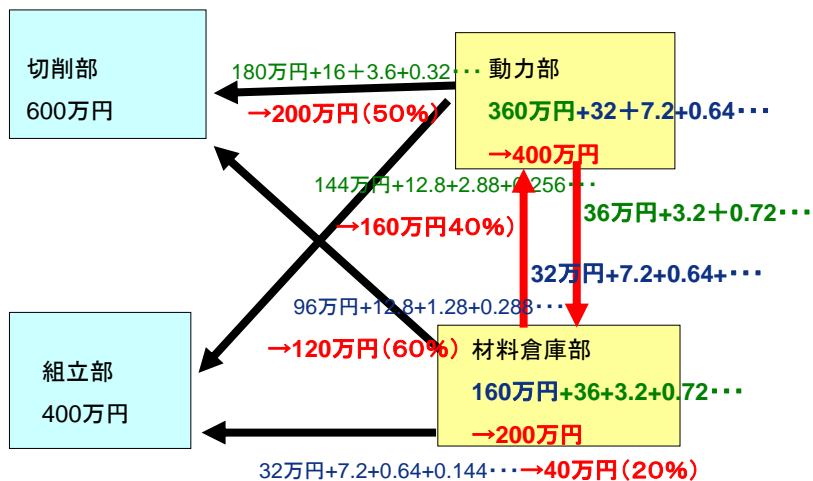 切削部
600万円
180万円+16＋3.6+0.32・・・
→200万円（50％）
動力部
360万円+32＋7.2+0.64・・・
→400万円
144万円+12.8+2.88+0.256・・・
→160万円40％）
36万円+3.2＋0.72・・・
32万円+7.2+0.64+・・・
96万円+12.8+1.28+0.288・・・
→120万円（60％）
組立部
400万円
材料倉庫部
160万円+36+3.2+0.72・・・
→200万円
32万円+7.2+0.64+0.144・・・→40万円（20％）